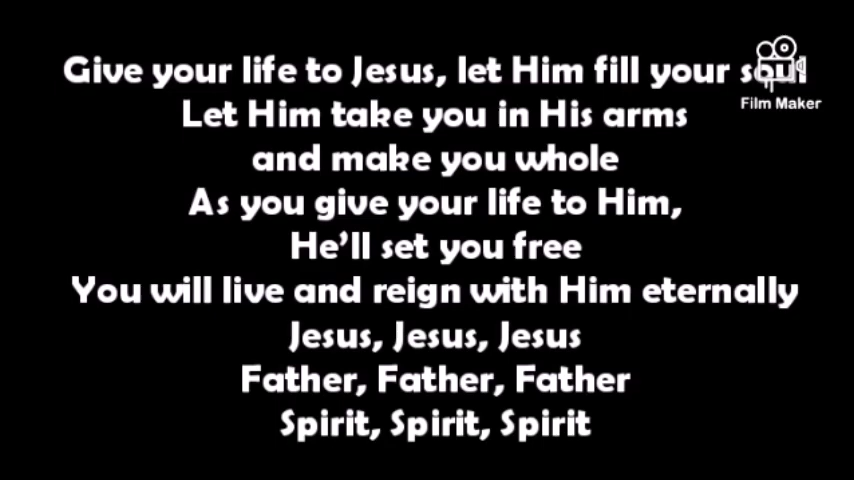 Give your life to Jesus, let Him fill your soul
Let Him take you in His arms
and make you whole
As you give your life to Him,
He'll set you free
You will live and reign with Him eternally
Jesus, Jesus, Jesus
Father, Father, Father
Spirit, Spirit, Spirit
Film Maker